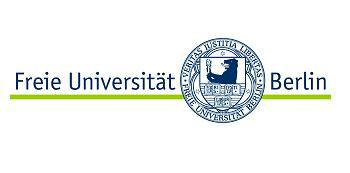 Freie Universität Berlin
VERITAS IUSTITIA LIBERTAS
FREIE UNIVERSITÄT BERLIN